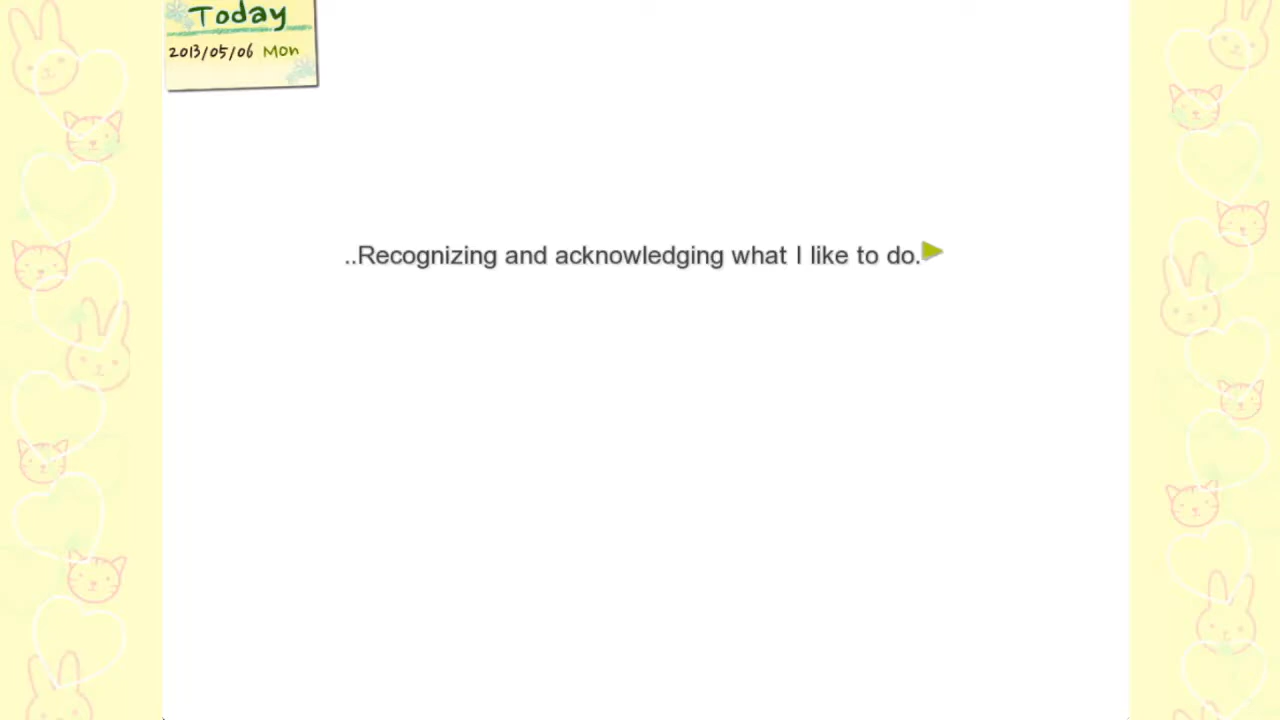 Today
2013/05/06 Mon
..Recognizing and acknowledging what I like to do.